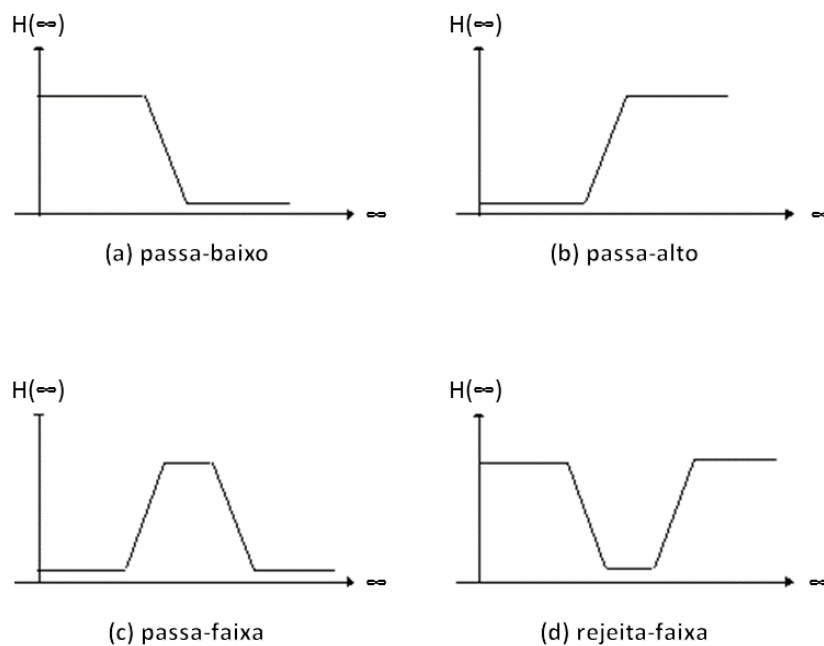 H(∞)
∞
(a) passa-baixo
H(∞)
∞
(b) passa-alto
H(∞)
∞
(c) passa-faixa
H(∞)
∞
(d) rejeita-faixa